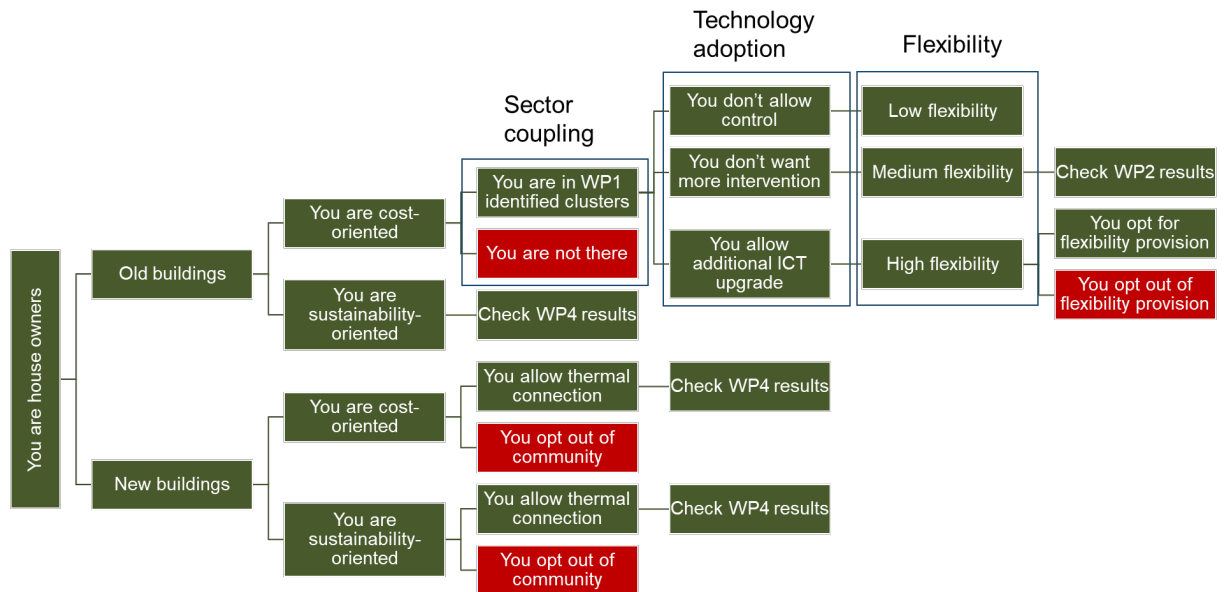 Technology
adoption
Flexibility
Sector
coupling
You are house owners
Old buildings
You are cost-
oriented
You are in WP1
identified clusters
You don’t allow
control
Low flexibility
You don’t want
more intervention
Medium flexibility
Check WP2 results
You allow
additional ICT
upgrade
High flexibility
You opt for
flexibility provision
You opt out of
flexibility provision
You are not there
You are
sustainability-
oriented
Check WP4 results
New buildings
You are cost-
oriented
You allow thermal
connection
Check WP4 results
You opt out of
community
You are
sustainability-
oriented
You allow thermal
connection
Check WP4 results
You opt out of
community